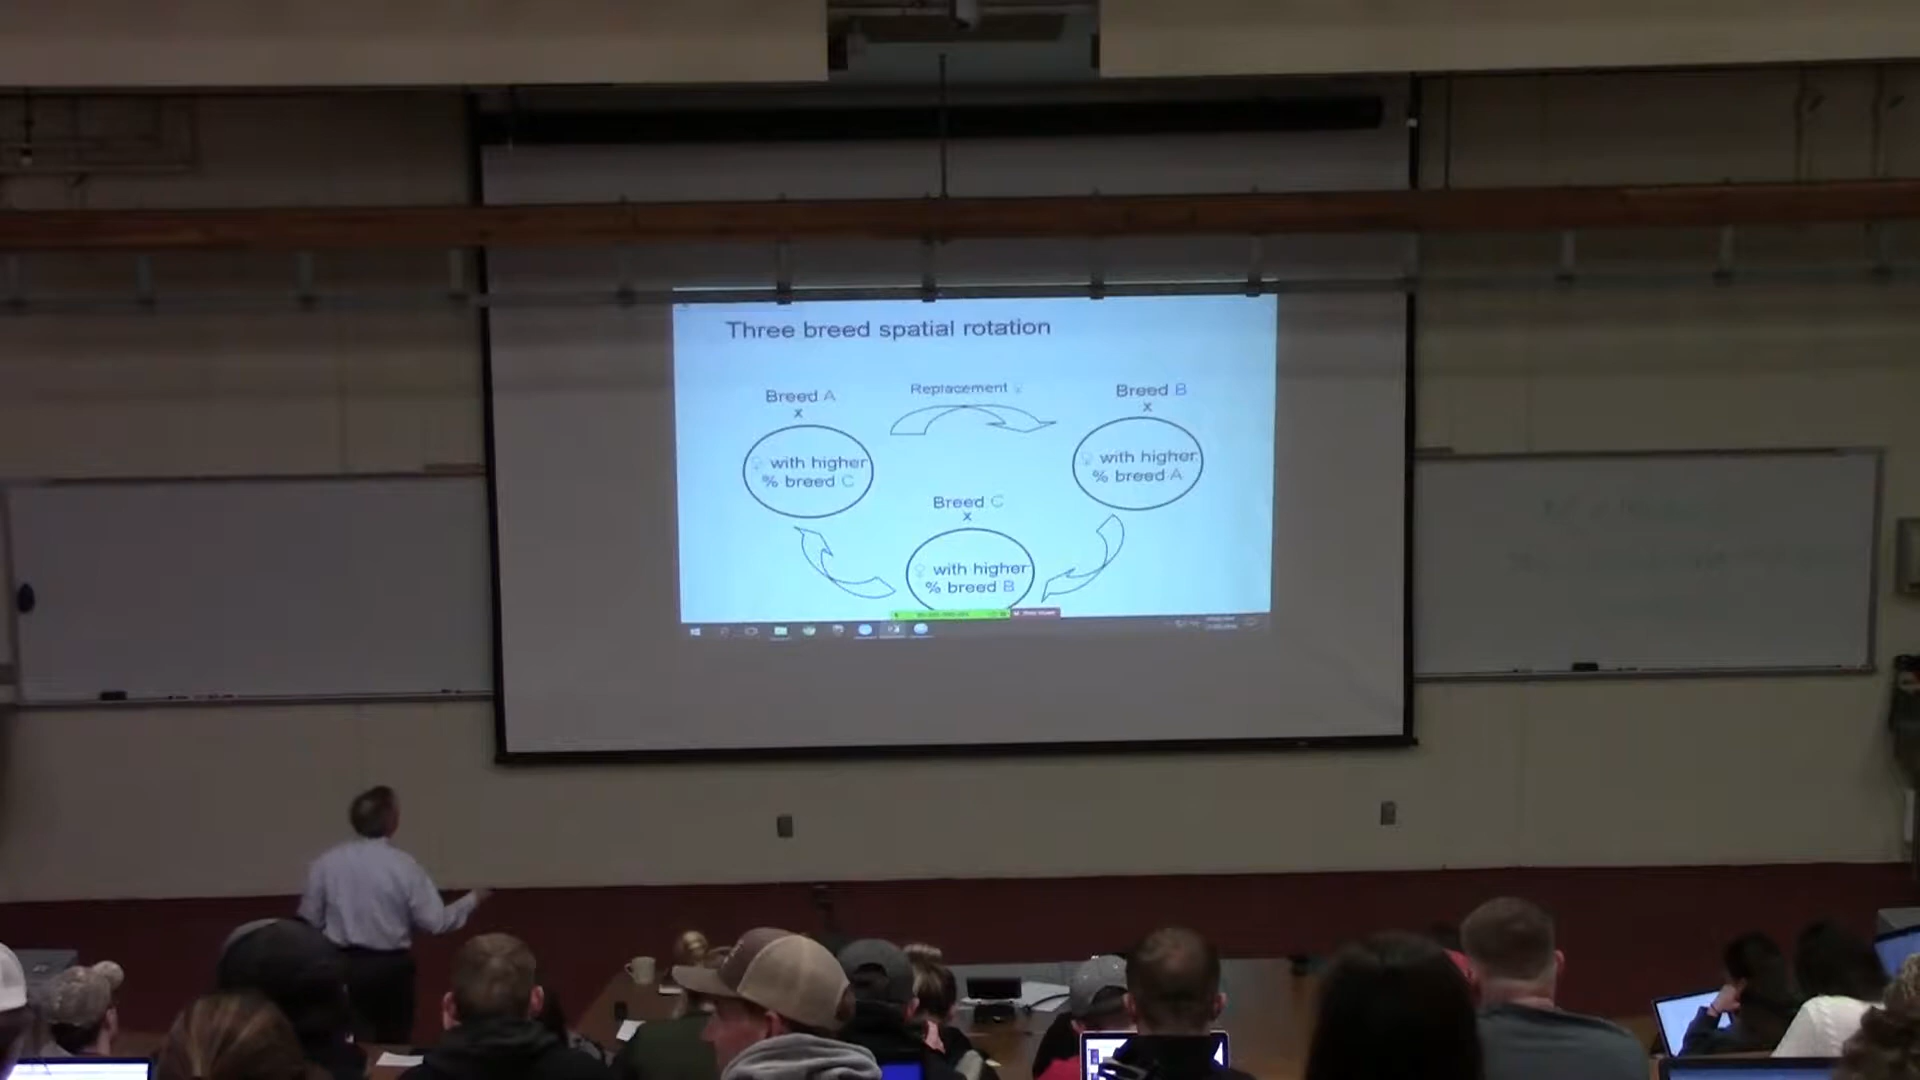 Three breed spatial rotation
Replacement ♀
Breed A
x
♀ with higher
% breed C
Breed B
x
♀ with higher
% breed A
Breed C
x
♀ with higher
% breed B